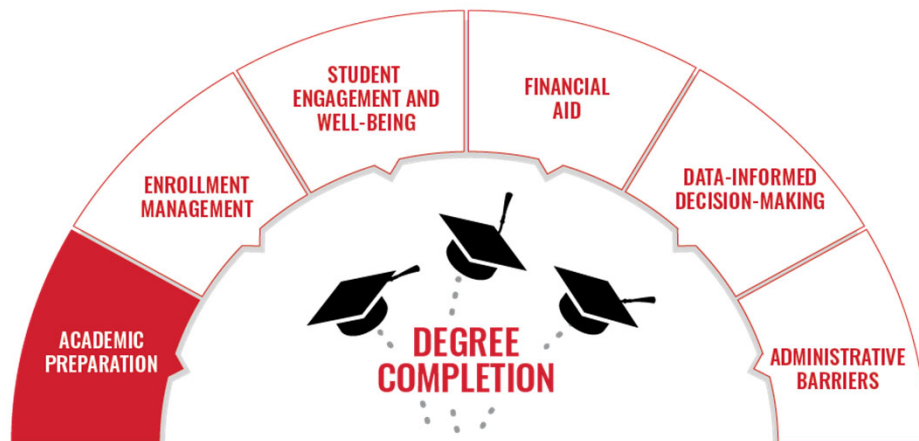 STUDENT
ENGAGEMENT AND
WELL-BEING
FINANCIAL
AID
ENROLLMENT
MANAGEMENT
DATA-INFORMED
DECISION-MAKING
ACADEMIC
PREPARATION
DEGREE
COMPLETION
ADMINISTRATIVE
BARRIERS